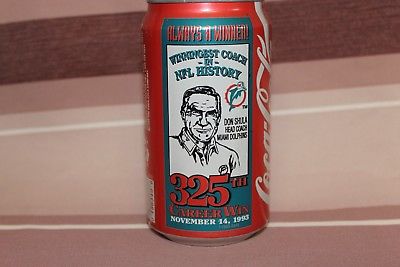 ALWAYS A WINNER!
WINNINGEST COACH
- IN -
NFL HISTORY
TM
DON SHULA
HEAD COACH
MIAMI DOLPHINS
325TH
CAREER WIN
NOVEMBER 14, 1993
Coca-Cola